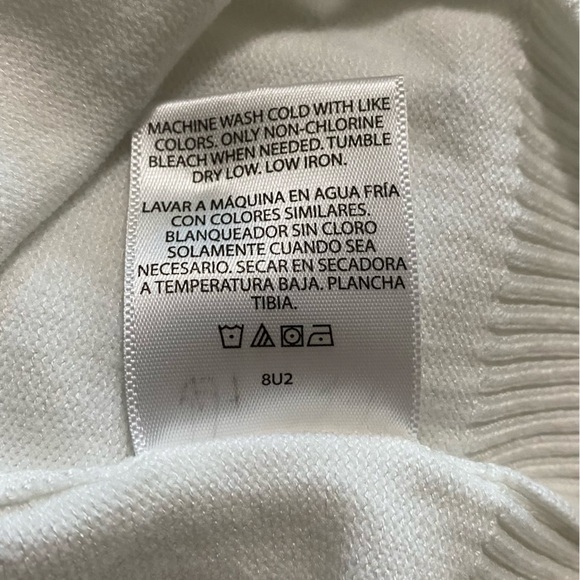 MACHINE WASH COLD WITH LIKE
COLORS. ONLY NON-CHLORINE
BLEACH WHEN NEEDED. TUMBLE
DRY LOW. LOW IRON.
LAVAR A MÁQUINA EN AGUA FRÍA
CON COLORES SIMILARES.
BLANQUEADOR SIN CLORO
SOLAMENTE CUANDO SEA
NECESARIO. SECAR EN SECADORA
A TEMPERATURA BAJA. PLANCHA
TIBIA.
8U2